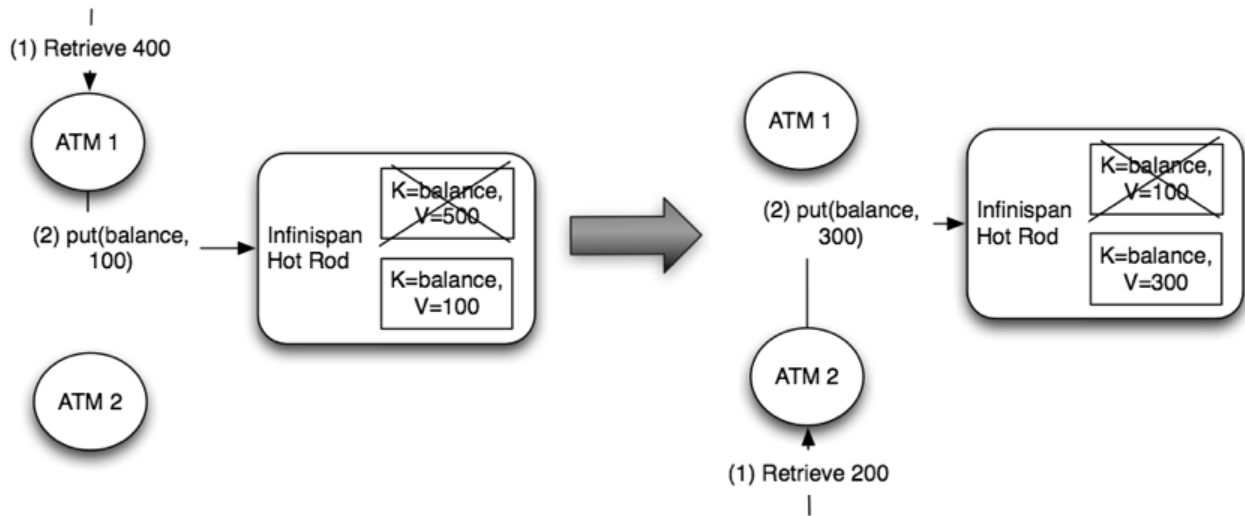 (1) Retrieve 400
ATM 1
(2) put(balance,
100)
Infinispan
Hot Rod
K=balance,
V=500
K=balance,
V=100
ATM 2
ATM 1
(2) put(balance,
300)
Infinispan
Hot Rod
K=balance,
V=100
K=balance,
V=300
ATM 2
(1) Retrieve 200